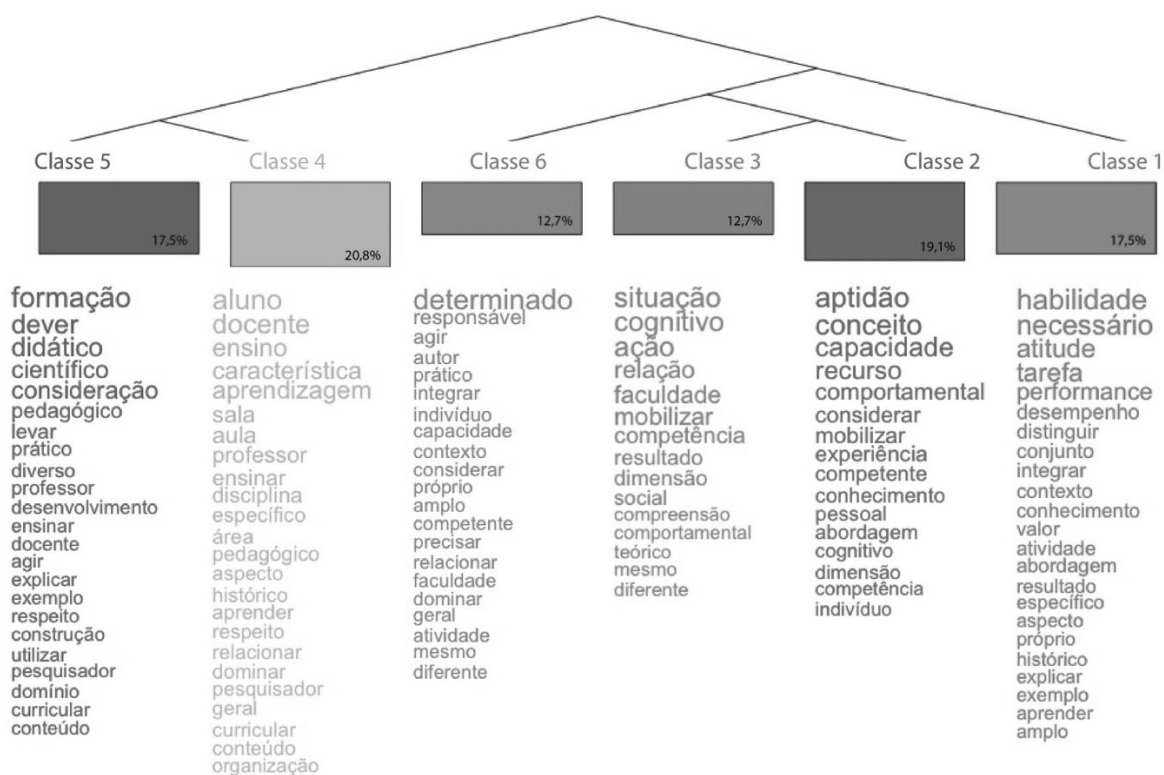 Classe 5
17,5%
formação
dever
didático
científico
consideração
pedagógico
levar
prático
diverso
professor
desenvolvimento
ensinar
docente
agir
explicar
exemplo
respeito
construção
utilizar
pesquisador
domínio
curricular
conteúdo
Classe 4
20,8%
aluno
docente
ensino
característica
aprendizagem
sala
aula
professor
ensinar
disciplina
específico
área
pedagógico
aspecto
histórico
aprender
respeito
relacionar
dominar
pesquisador
geral
curricular
conteúdo
organização
Classe 6
12,7%
determinado
responsável
agir
autor
prático
integrar
indivíduo
capacidade
contexto
considerar
próprio
amplo
competente
precisar
relacionar
faculdade
dominar
geral
atividade
mesmo
diferente
Classe 3
12,7%
situação
cognitivo
ação
relação
faculdade
mobilizar
competência
resultado
dimensão
social
compreensão
comportamental
teórico
mesmo
diferente
Classe 2
19,1%
aptidão
conceito
capacidade
recurso
comportamental
considerar
mobilizar
experiência
competente
conhecimento
pessoal
abordagem
cognitivo
dimensão
competência
indivíduo
Classe 1
17,5%
habilidade
necessário
atitude
tarefa
performance
desempenho
distinguir
conjunto
integrar
contexto
conhecimento
valor
atividade
abordagem
resultado
específico
aspecto
próprio
histórico
explicar
exemplo
aprender
amplo